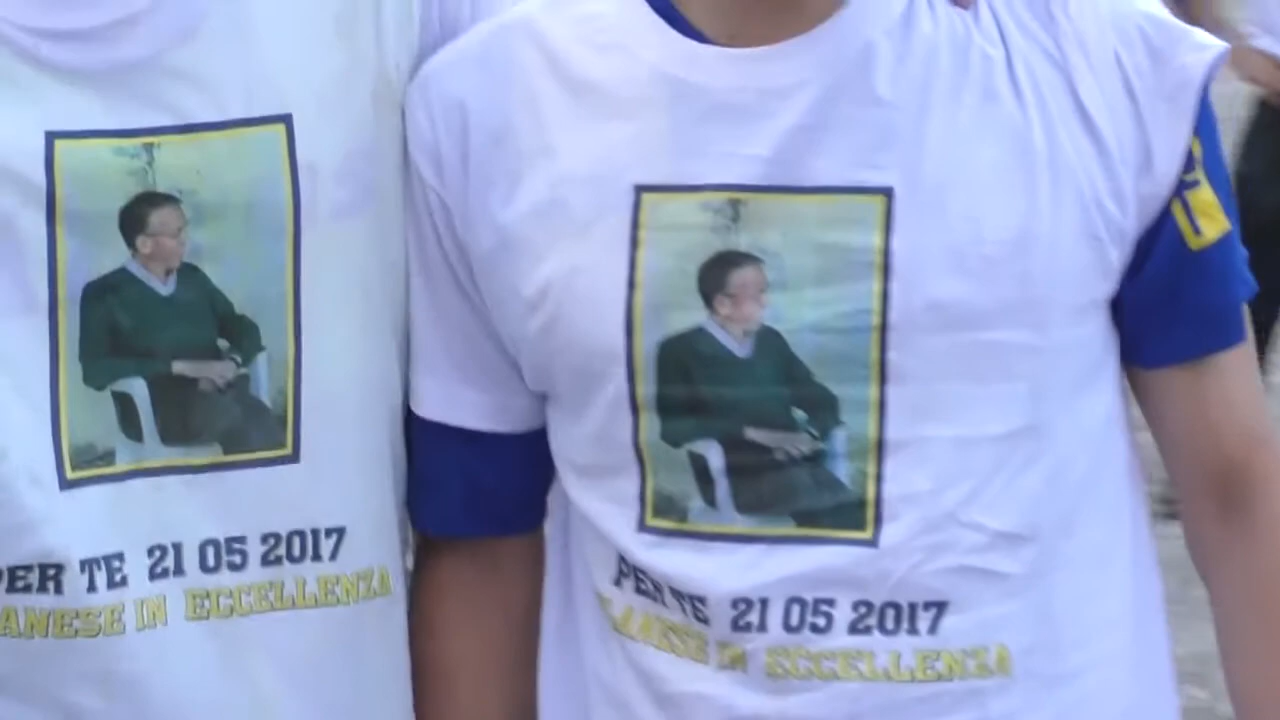 PER TE 21 05 2017
ANESE IN ECCELLENZA
PER TE 21 05 2017
IN ECCELLENZA